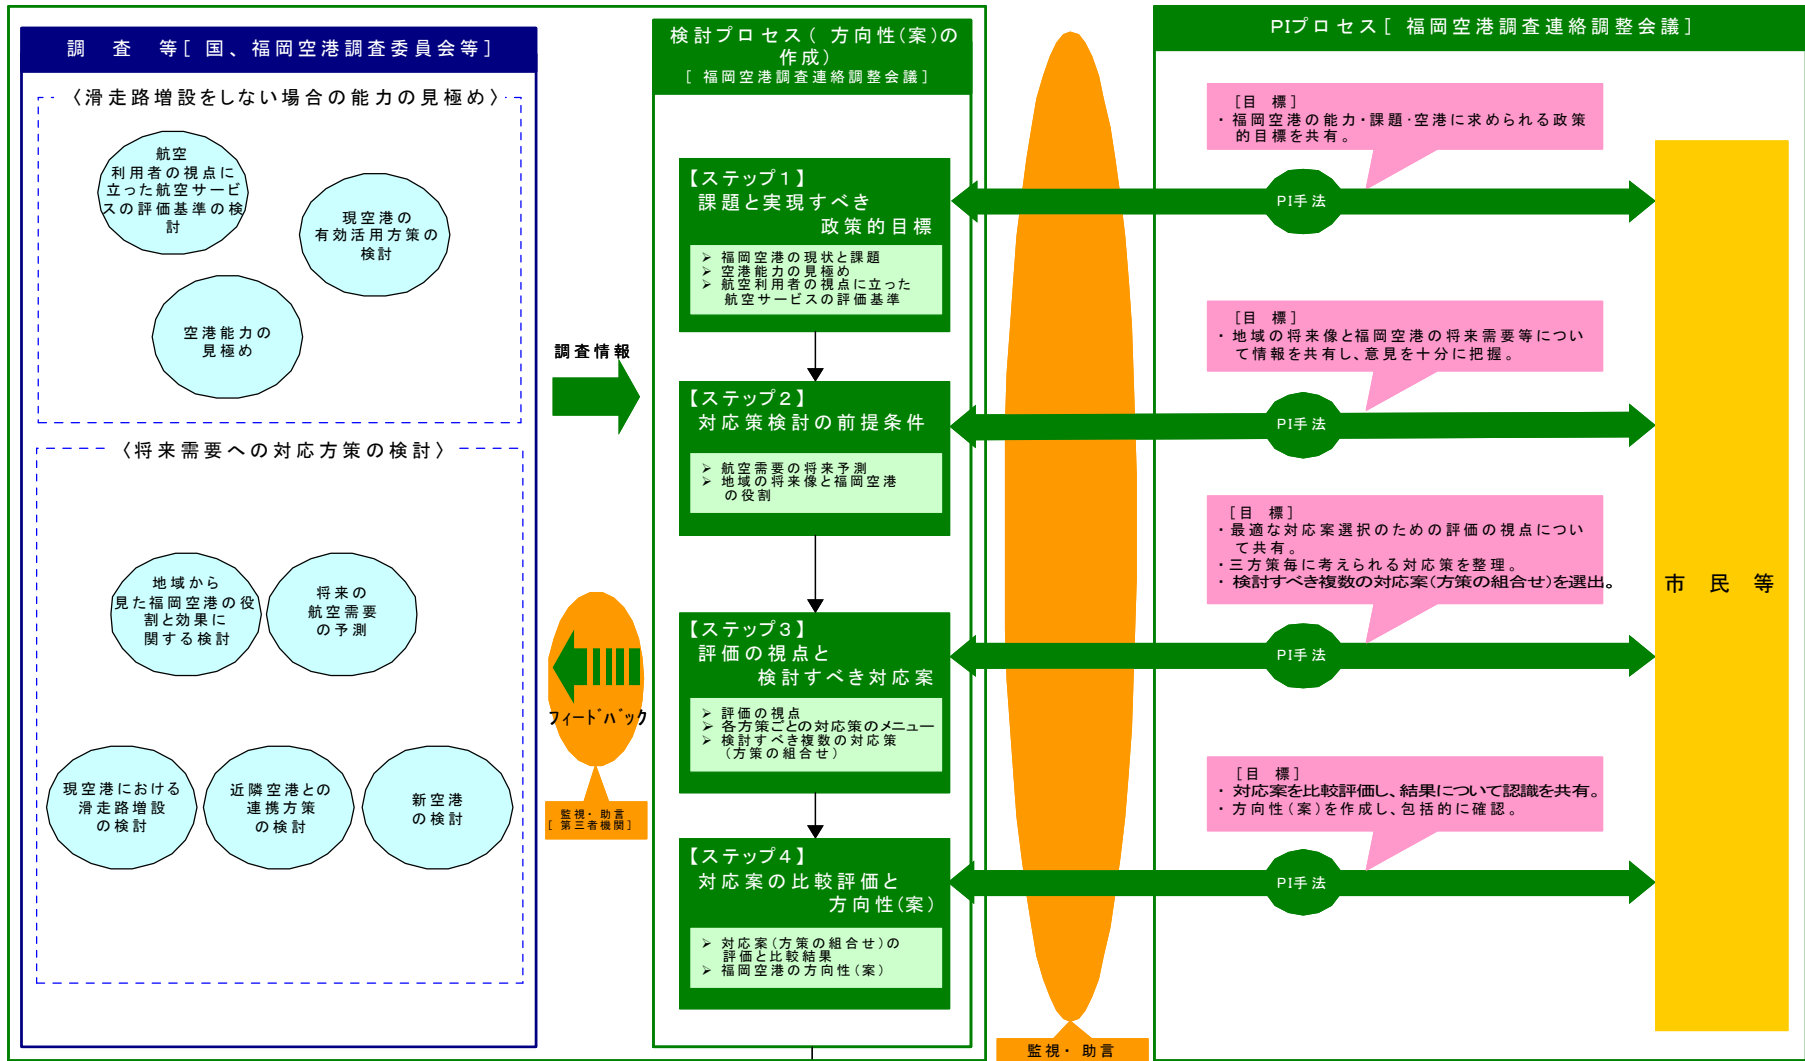 調 査 等[ 国、福岡空港調査委員会等]
〈滑走路増設をしない場合の能力の見極め〉
航空
利用者の視点に
立った航空サービ
スの評価基準の検
討
現空港の
有効活用方策の
検討
空港能力の
見極め
〈将来需要への対応方策の検討〉
地域から
見た福岡空港の役
割と効果に
関する検討
将来の
航空需要
の予測
現空港における
滑走路増設
の検討
近隣空港との
連携方策
の検討
新空港
の検討
調査情報
フィードバック
監視・助言
[ 第三者機関]
検討プロセス( 方向性(案)の
作成)
[ 福岡空港調査連絡調整会議]
【ステップ1】
課題と実現すべき
政策的目標
➢ 福岡空港の現状と課題
➢ 空港能力の見極め
➢ 航空利用者の視点に立った
航空サービスの評価基準
【ステップ2】
対応策検討の前提条件
➢ 航空需要の将来予測
➢ 地域の将来像と福岡空港
の役割
【ステップ3】
評価の視点と
検討すべき対応案
➢ 評価の視点
➢ 各方策ごとの対応策のメニュー
➢ 検討すべき複数の対応策
(方策の組合せ)
【ステップ4】
対応案の比較評価と
方向性(案)
➢ 対応案(方策の組合せ)の
評価と比較結果
➢ 福岡空港の方向性(案)
監視・助言
PIプロセス[ 福岡空港調査連絡調整会議]
[目 標]
・福岡空港の能力・課題・空港に求められる政策
的目標を共有。
PI手法
[目 標]
・地域の将来像と福岡空港の将来需要等につい
て情報を共有し、意見を十分に把握。
PI手法
[目 標]
・最適な対応案選択のための評価の視点につい
て共有。
・三方策毎に考えられる対応策を整理。
・検討すべき複数の対応案(方策の組合せ)を選出。
PI手法
[目 標]
・対応案を比較評価し、結果について認識を共有。
・方向性(案)を作成し、包括的に確認。
PI手法
市 民 等